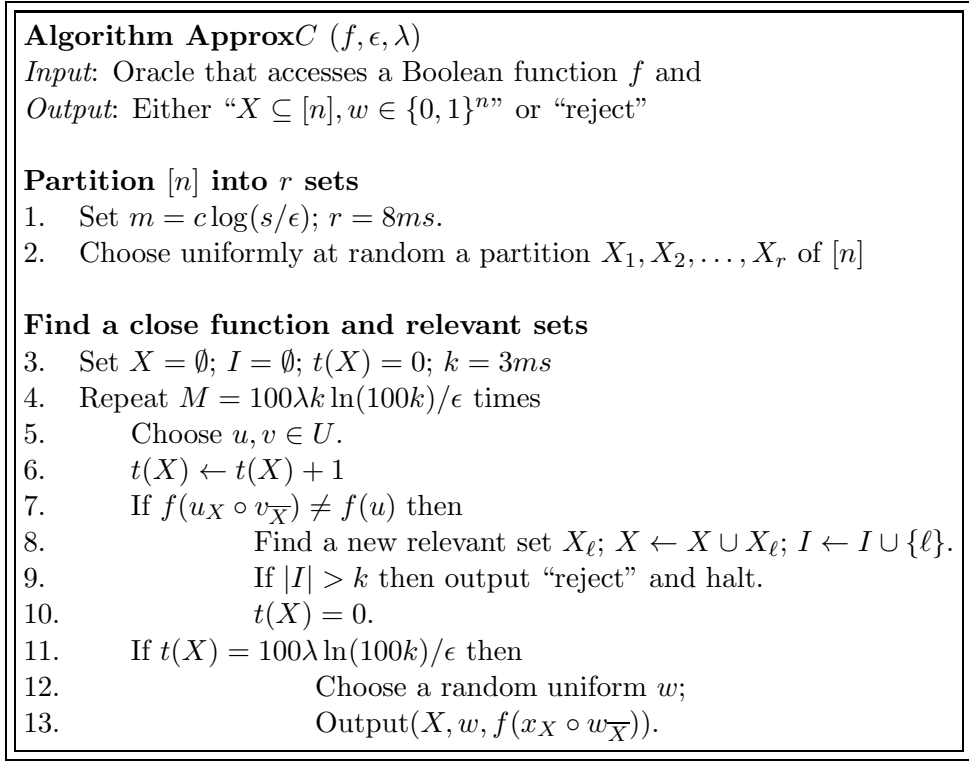 Algorithm ApproxC (f, ϵ, λ)
Input: Oracle that accesses a Boolean function f and
Output: Either “X ⊆ [n], w ∈ {0, 1}ⁿ” or “reject”
Partition [n] into r sets
1. Set m = c log(s/ϵ); r = 8ms.
2. Choose uniformly at random a partition X₁, X₂, . . . , Xᵣ of [n]
Find a close function and relevant sets
3. Set X = ∅; I = ∅; t(X) = 0; k = 3ms
4. Repeat M = 100λk ln(100k)/ϵ times
5. Choose u, v ∈ U.
6. t(X) ← t(X) + 1
7. If f(u_X ∘ v_X̅) ≠ f(u) then
8. Find a new relevant set X_ℓ; X ← X ∪ X_ℓ; I ← I ∪ {ℓ}.
9. If |I| > k then output “reject” and halt.
10. t(X) = 0.
11. If t(X) = 100λ ln(100k)/ϵ then
12. Choose a random uniform w;
13. Output(X, w, f(x_X ∘ w_X̅)).